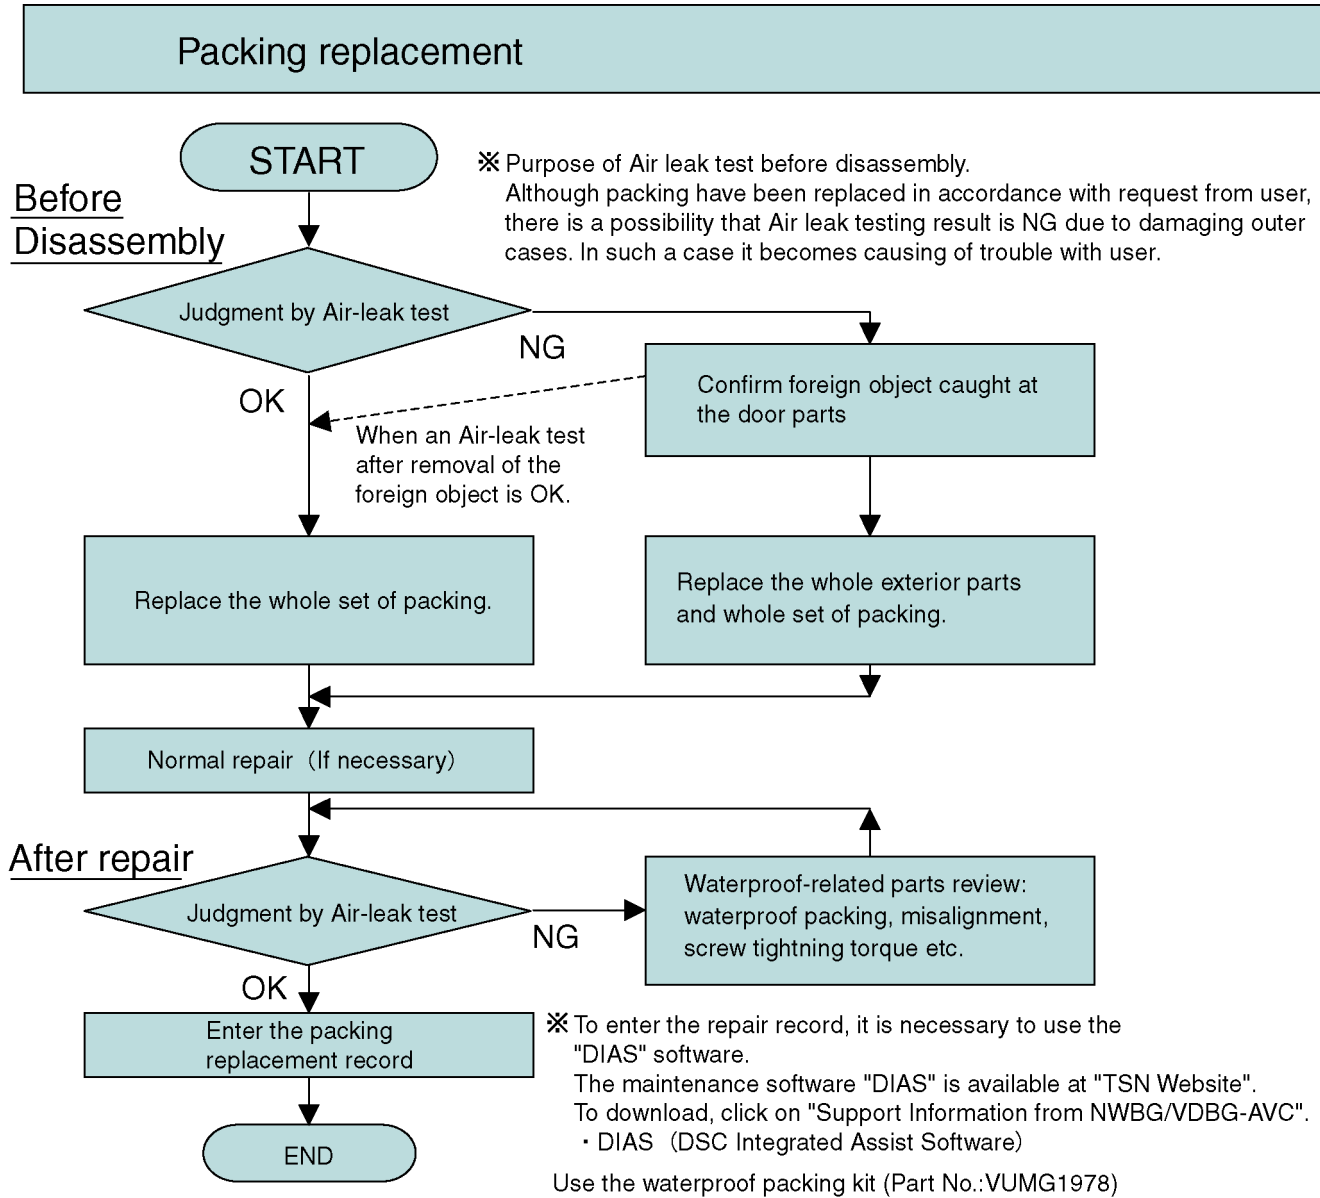 Packing replacement
START
※ Purpose of Air leak test before disassembly.
Although packing have been replaced in accordance with request from user,
there is a possibility that Air leak testing result is NG due to damaging outer
cases. In such a case it becomes causing of trouble with user.
Before
Disassembly
Judgment by Air-leak test
NG
OK
Confirm foreign object caught at
the door parts
When an Air-leak test
after removal of the
foreign object is OK.
Replace the whole set of packing.
Replace the whole exterior parts
and whole set of packing.
Normal repair（If necessary）
After repair
Judgment by Air-leak test
NG
OK
Waterproof-related parts review:
waterproof packing, misalignment,
screw tightning torque etc.
Enter the packing
replacement record
※ To enter the repair record, it is necessary to use the
"DIAS" software.
The maintenance software "DIAS" is available at "TSN Website".
To download, click on "Support Information from NWBG/VDBG-AVC".
・DIAS（DSC Integrated Assist Software）
END
Use the waterproof packing kit (Part No.:VUMG1978)